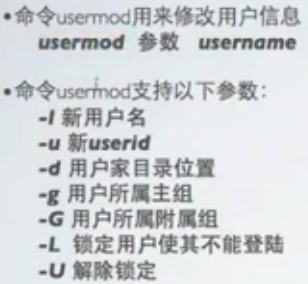 •命令usermod用来修改用户信息
usermod 参数 username
•命令usermod支持以下参数：
-l 新用户名
-u 新userid
-d 用户家目录位置
-g 用户所属主组
-G 用户所属附属组
-L 锁定用户使其不能登陆
-U 解除锁定